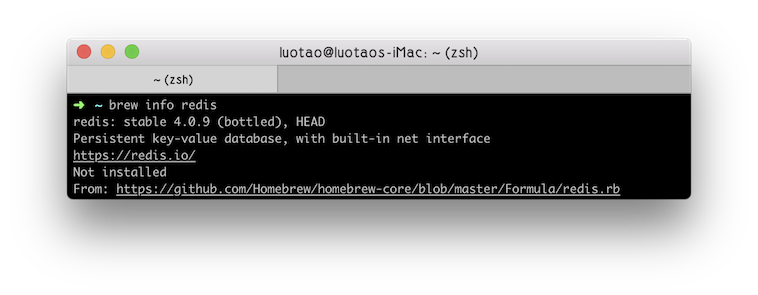 luotao@luotaos-iMac: ~ (zsh)
~ (zsh)
➜ ~ brew info redis
redis: stable 4.0.9 (bottled), HEAD
Persistent key-value database, with built-in net interface
https://redis.io/
Not installed
From: https://github.com/Homebrew/homebrew-core/blob/master/Formula/redis.rb